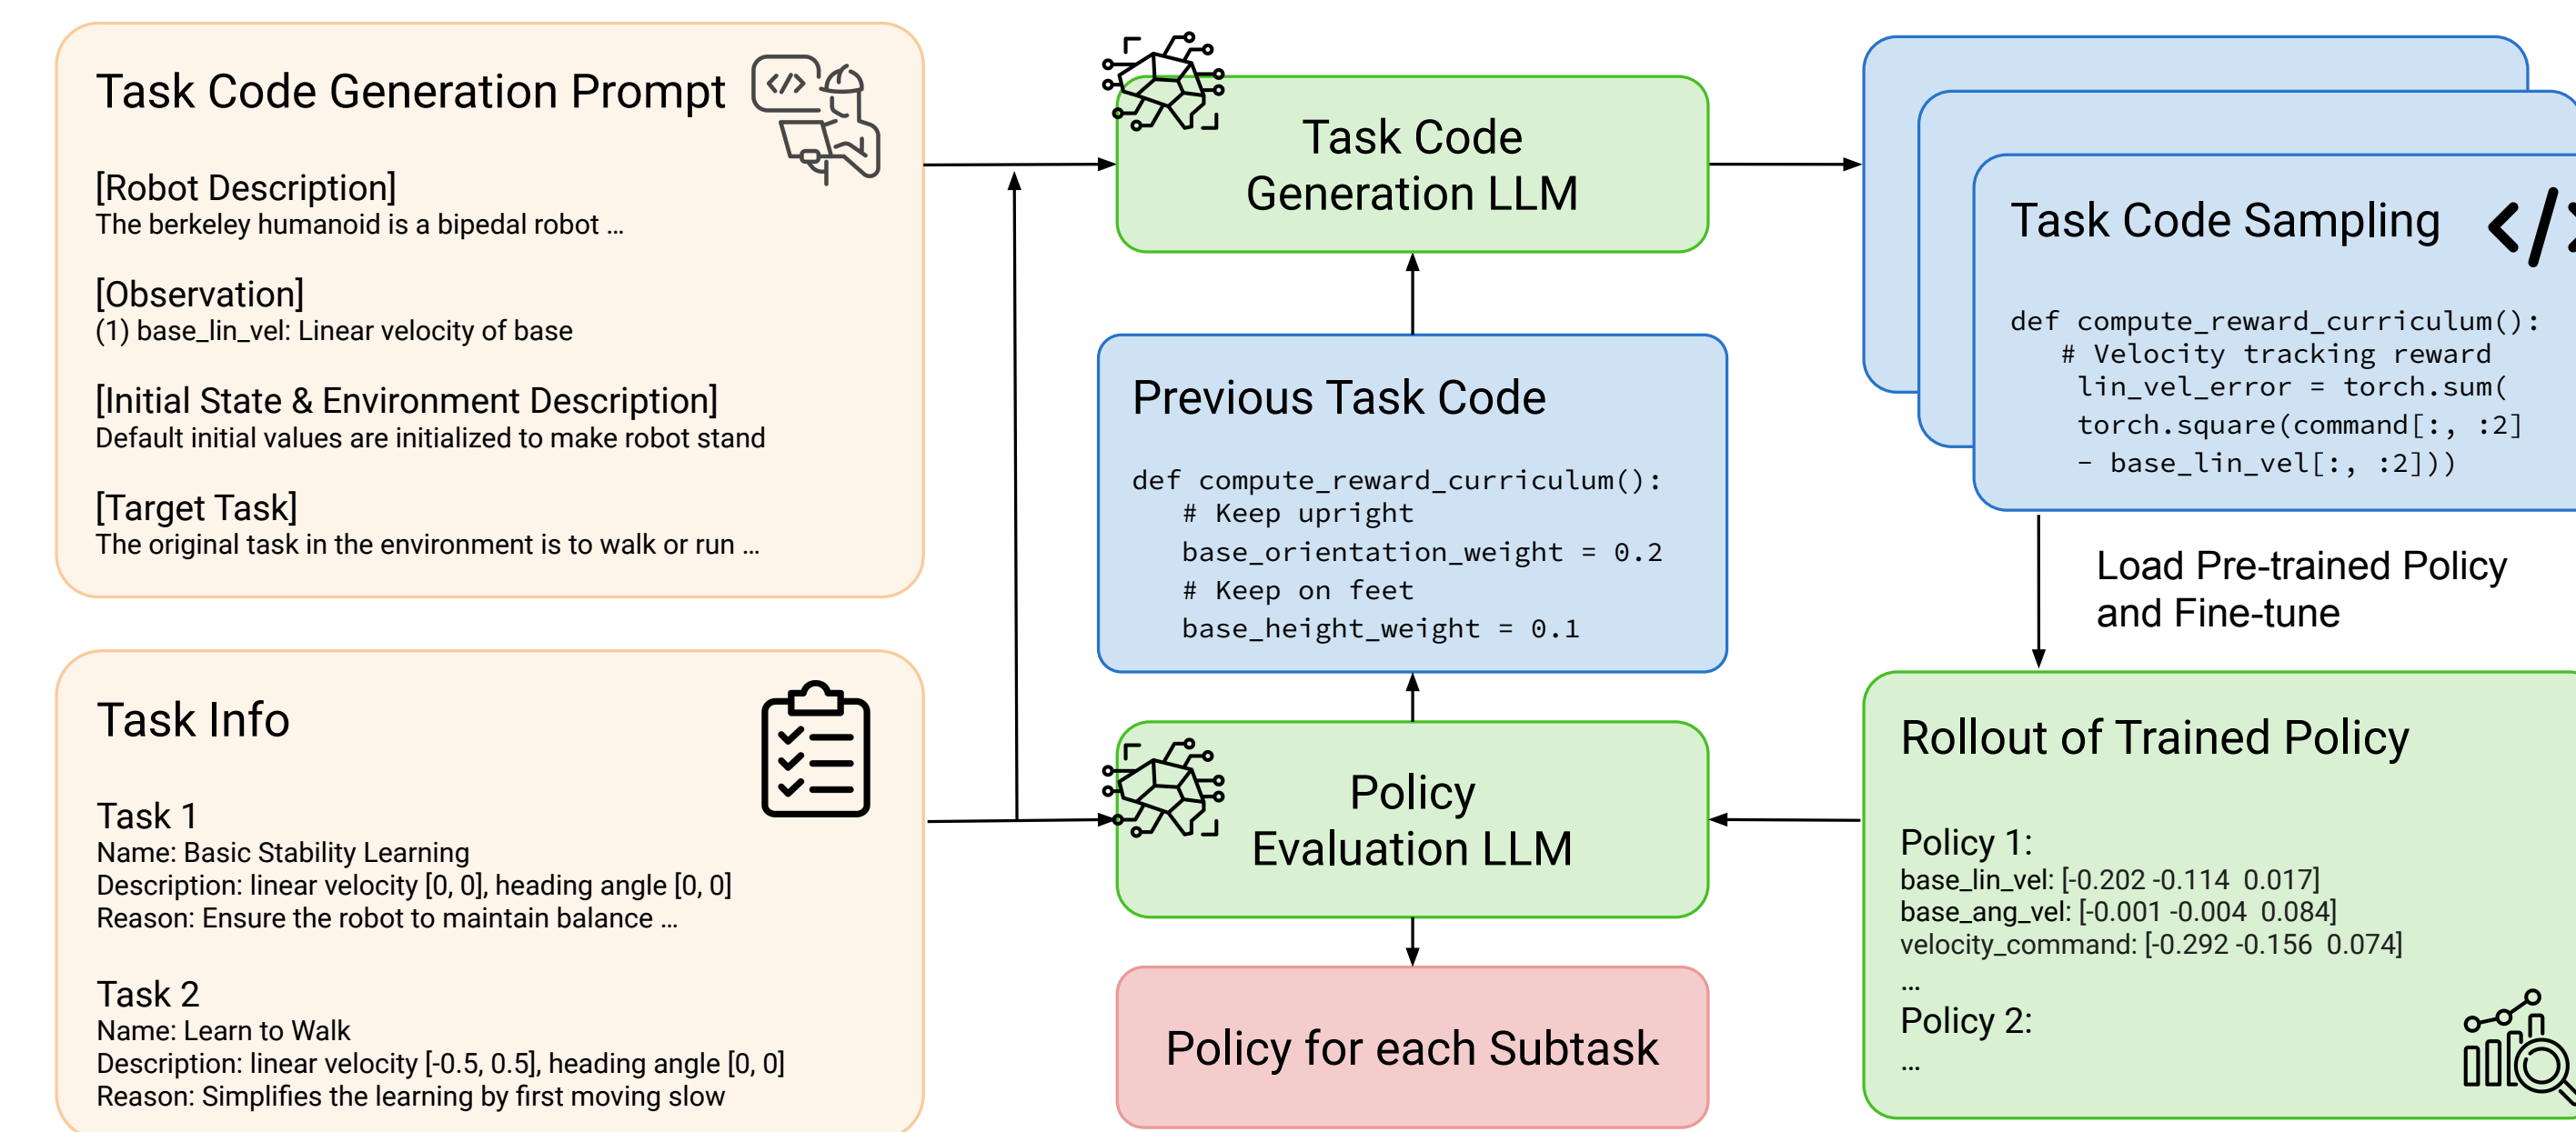 Task Code Generation Prompt
</>
[Robot Description]
The berkeley humanoid is a bipedal robot ...
[Observation]
(1) base_lin_vel: Linear velocity of base
[Initial State & Environment Description]
Default initial values are initialized to make robot stand
[Target Task]
The original task in the environment is to walk or run ...
Task Info
Task 1
Name: Basic Stability Learning
Description: linear velocity [0, 0], heading angle [0, 0]
Reason: Ensure the robot to maintain balance ...
Task 2
Name: Learn to Walk
Description: linear velocity [-0.5, 0.5], heading angle [0, 0]
Reason: Simplifies the learning by first moving slow
Task Code
Generation LLM
Previous Task Code
def compute_reward_curriculum():
# Keep upright
base_orientation_weight = 0.2
# Keep on feet
base_height_weight = 0.1
Policy
Evaluation LLM
Policy for each Subtask
Task Code Sampling
</>
def compute_reward_curriculum():
# Velocity tracking reward
lin_vel_error = torch.sum(
torch.square(command[:, :2]
- base_lin_vel[:, :2]))
Load Pre-trained Policy
and Fine-tune
Rollout of Trained Policy
Policy 1:
base_lin_vel: [-0.202 -0.114 0.017]
base_ang_vel: [-0.001 -0.004 0.084]
velocity_command: [-0.292 -0.156 0.074]
...
Policy 2:
...